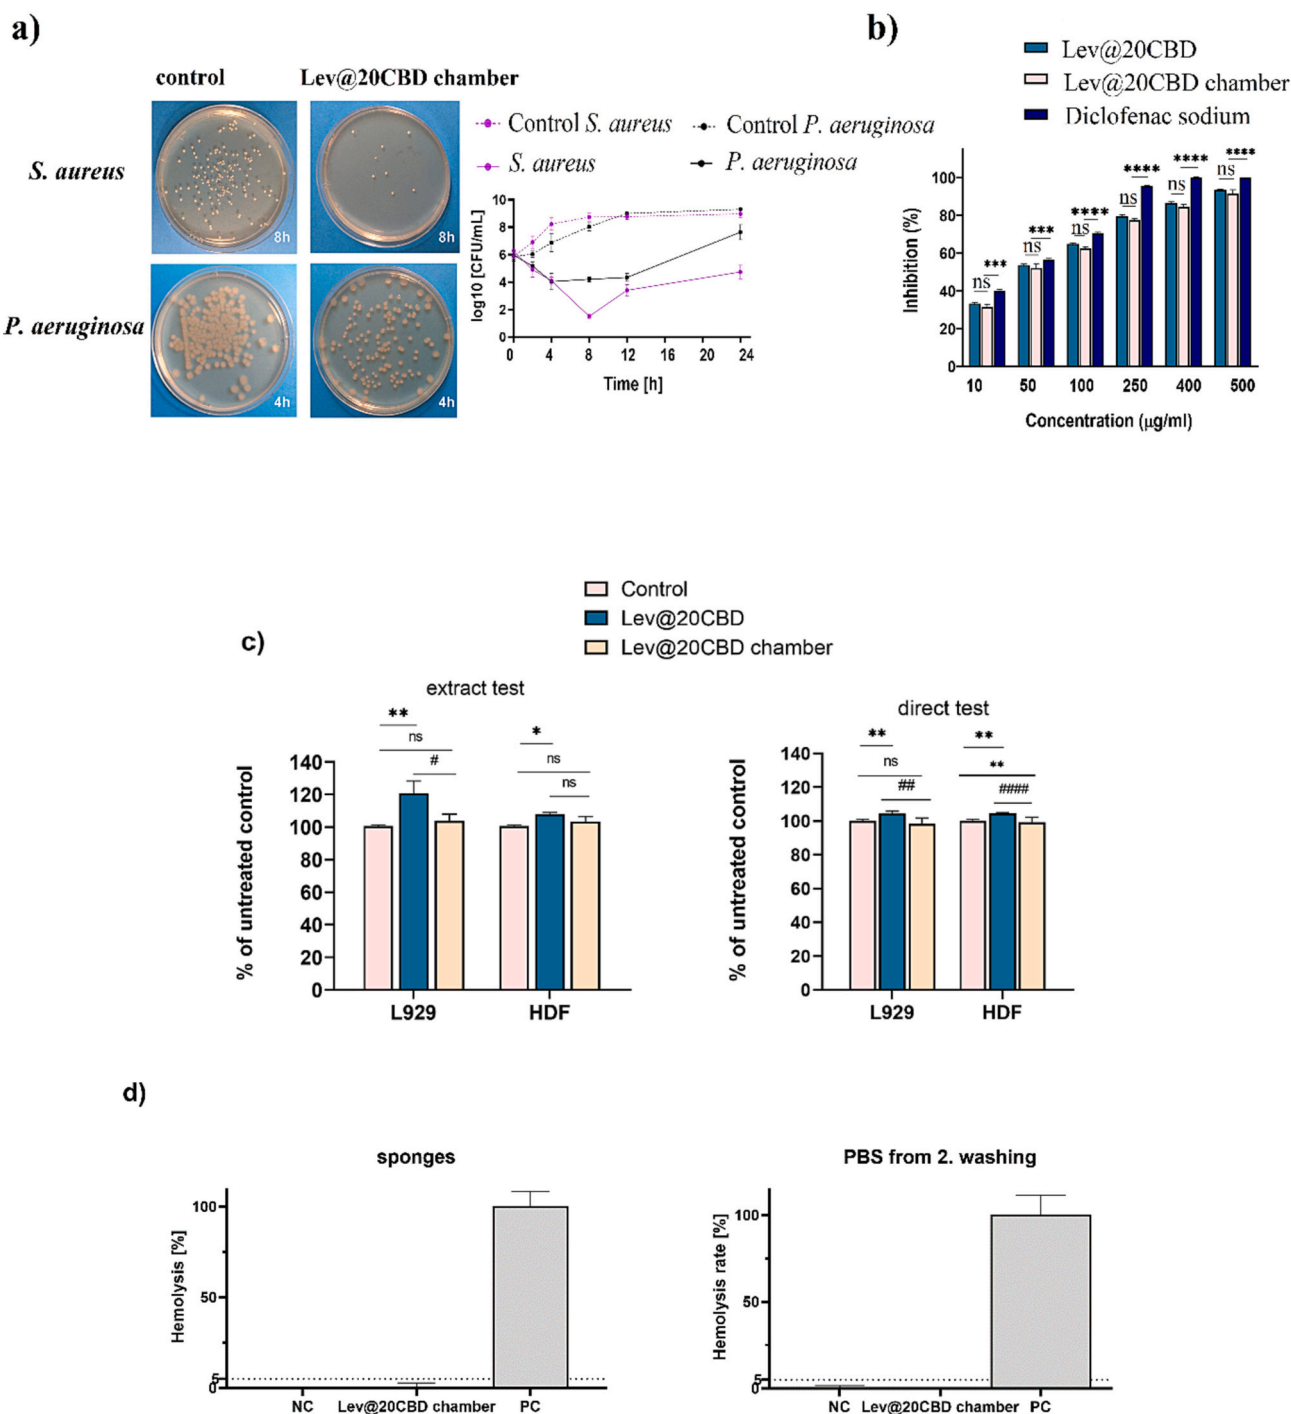 a)
control
Lev@20CBD chamber
S. aureus
P. aeruginosa
8h
8h
4h
4h
Control S. aureus
Control P. aeruginosa
S. aureus
P. aeruginosa
log10 [CFU/mL]
10
8
6
4
2
0
0 4 8 12 16 20 24
Time [h]
b)
Lev@20CBD
Lev@20CBD chamber
Diclofenac sodium
Inhibition (%)
100
80
60
40
20
0
ns ***
ns ***
ns ****
ns ****
ns ****
ns ****
10 50 100 250 400 500
Concentration (µg/ml)
c)
Control
Lev@20CBD
Lev@20CBD chamber
extract test
% of untreated control
140
120
100
80
60
40
20
0
**
ns
#
*
ns
ns
L929 HDF
direct test
% of untreated control
140
120
100
80
60
40
20
0
**
ns
##
**
**
####
L929 HDF
d)
sponges
Hemolysis [%]
100
50
5
0
NC Lev@20CBD chamber PC
PBS from 2. washing
Hemolysis rate [%]
100
50
5
0
NC Lev@20CBD chamber PC